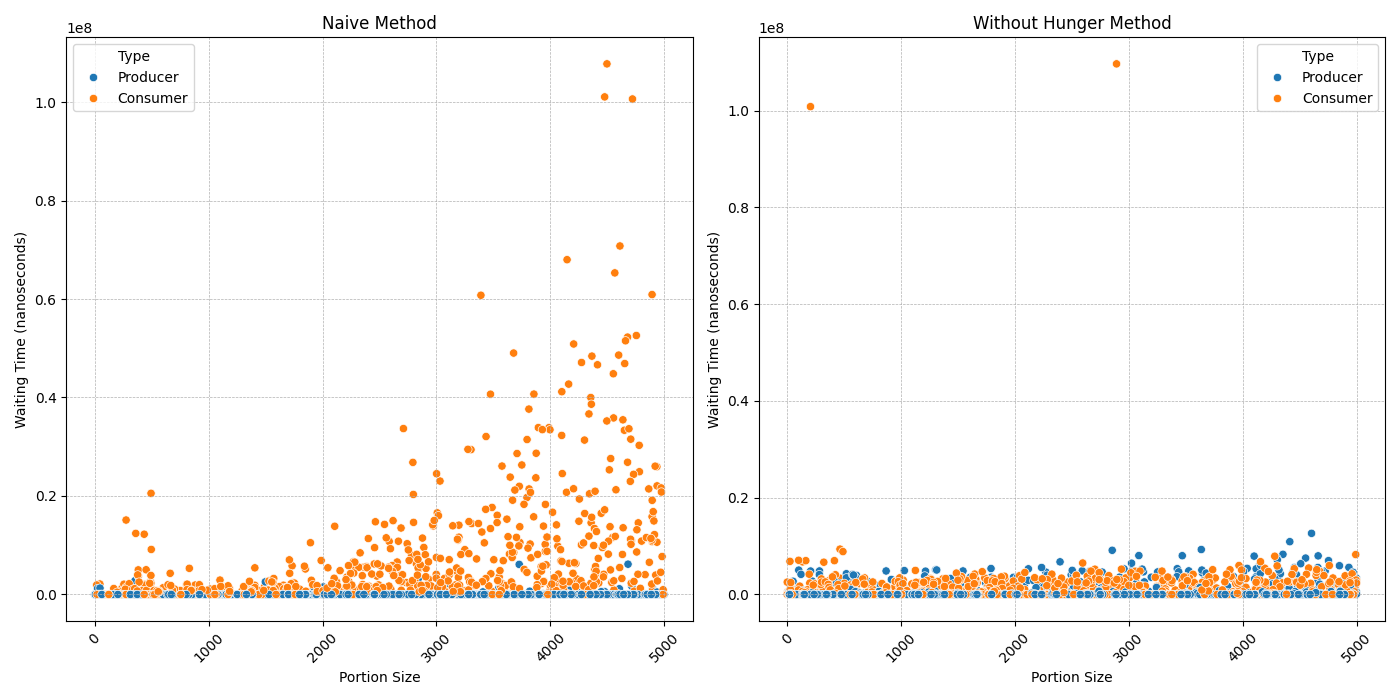 Naive Method
1e8
Type
Producer
Consumer
1.0
0.8
0.6
0.4
0.2
0.0
Waiting Time (nanoseconds)
0
1000
2000
3000
4000
5000
Portion Size
Without Hunger Method
1e8
Type
Producer
Consumer
1.0
0.8
0.6
0.4
0.2
0.0
Waiting Time (nanoseconds)
0
1000
2000
3000
4000
5000
Portion Size